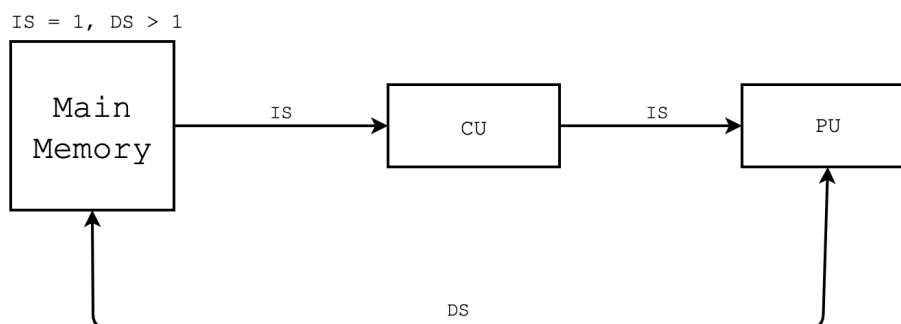 IS = 1, DS > 1
Main
Memory
IS
CU
IS
PU
DS